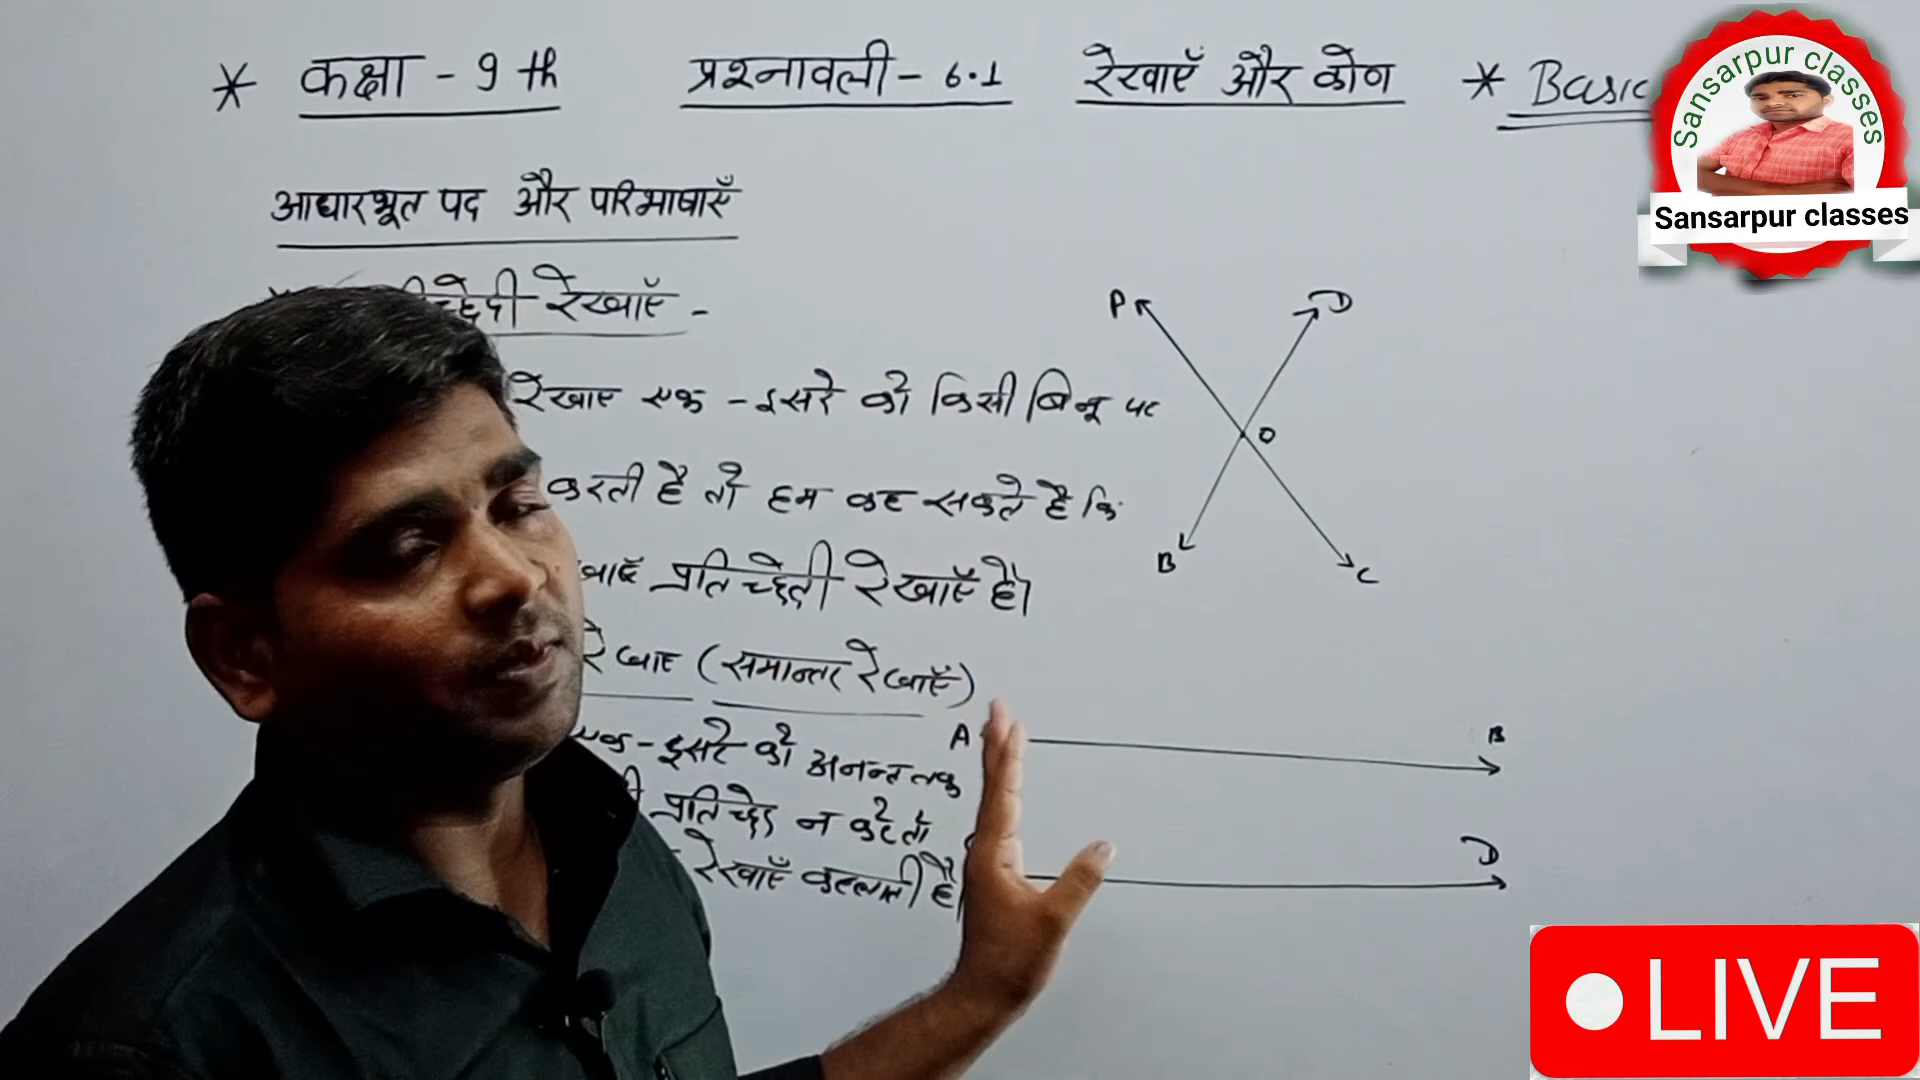 * कक्षा - 9 th प्रश्नावली - 6.1 रेखाएँ और कोण * Basic
Sansarpur classes
Sansarpur classes
आधारभूत पद और परिभाषाएँ
रेखाएँ -
P D
रेखाए एक - दूसरे को किसी बिन्दू पर
O
करती है तो हम कह सकते है कि
B C
प्रतिच्छेदी रेखाएँ है।
(समान्तर रेखाएँ)
एक - दूसरे को अनन्त तक
A B
प्रतिच्छेद न करे तो
D
रेखाएँ कहलाती है।
LIVE